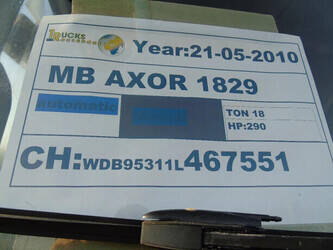 TRUCKS
Year:21-05-2010
MB AXOR 1829
automatic
TON 18
HP:290
CH:WDB95311L467551